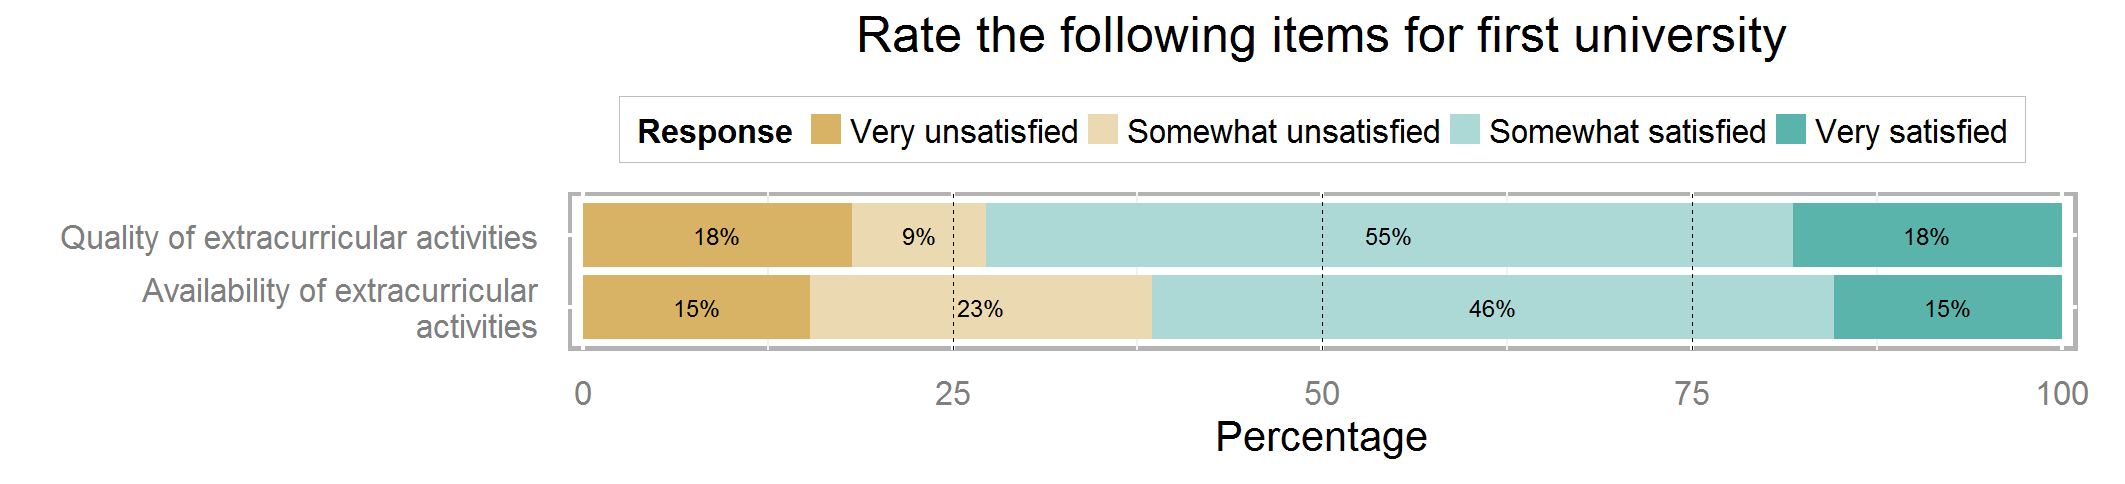 Rate the following items for first university
Response Very unsatisfied Somewhat unsatisfied Somewhat satisfied Very satisfied
Quality of extracurricular activities 18% 9% 55% 18%
Availability of extracurricular
activities 15% 23% 46% 15%
0 25 50 75 100
Percentage